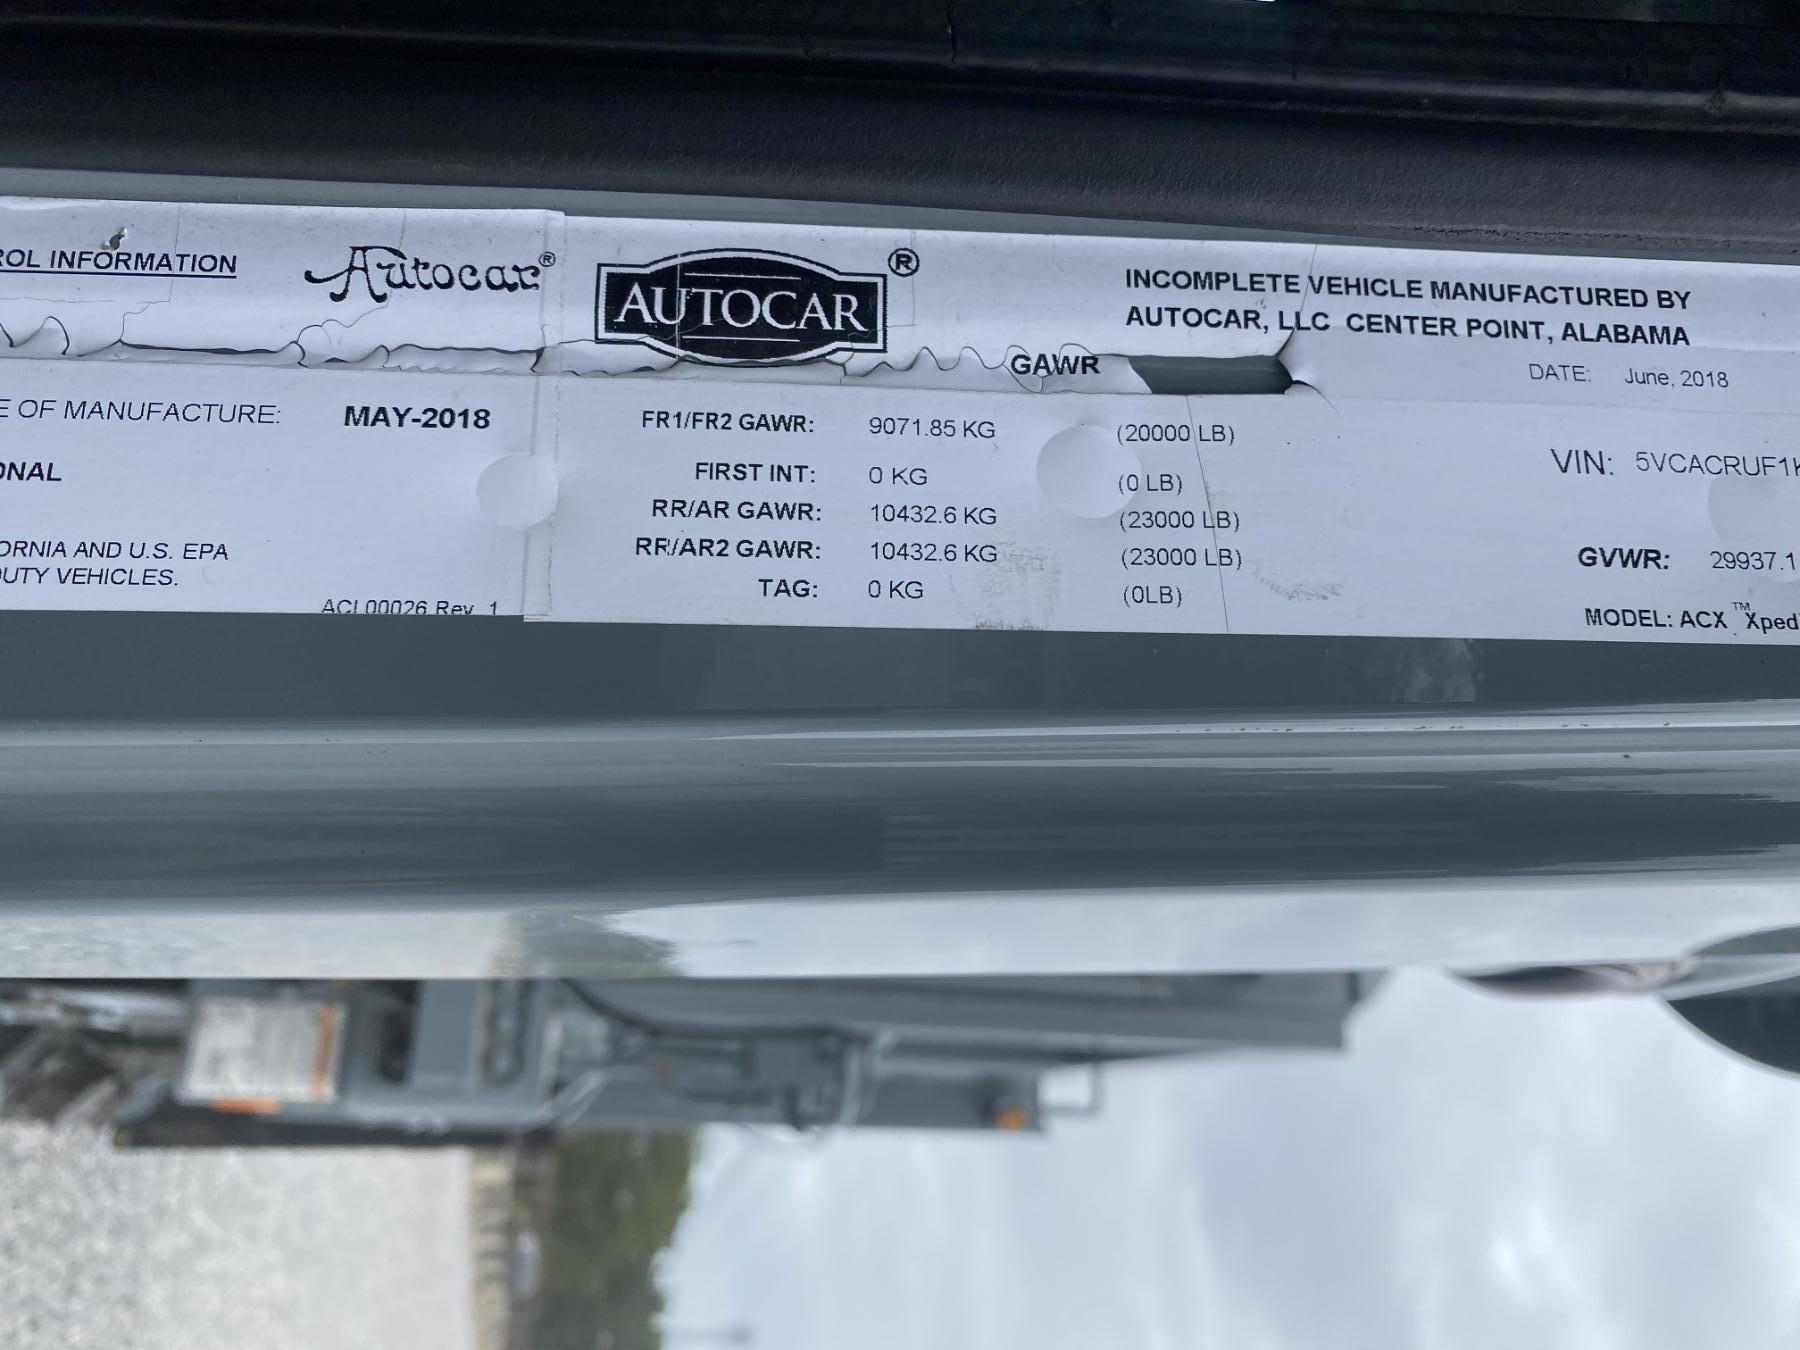 ROL INFORMATION
Autocar®
E OF MANUFACTURE: MAY-2018
ONAL
ORNIA AND U.S. EPA
DUTY VEHICLES.
ACL00026 Rev. 1
AUTOCAR®
GAWR
FR1/FR2 GAWR: 9071.85 KG (20000 LB)
FIRST INT: 0 KG (0 LB)
RR/AR GAWR: 10432.6 KG (23000 LB)
RR/AR2 GAWR: 10432.6 KG (23000 LB)
TAG: 0 KG (0LB)
INCOMPLETE VEHICLE MANUFACTURED BY
AUTOCAR, LLC CENTER POINT, ALABAMA
DATE: June, 2018
VIN: 5VCACRUF1K
GVWR: 29937.1
MODEL: ACX ™Xped